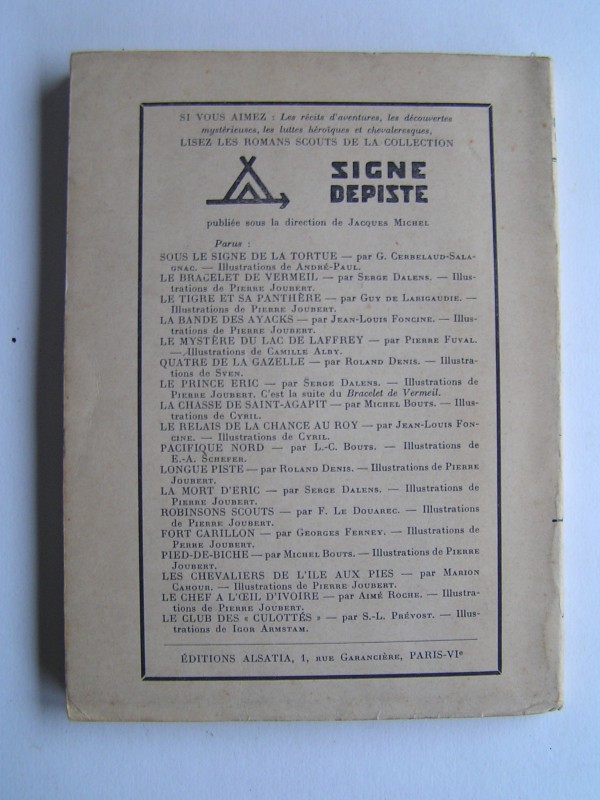 SI VOUS AIMEZ : Les récits d'aventures, les découvertes
mystérieuses, les luttes héroïques et chevaleresques,
LISEZ LES ROMANS SCOUTS DE LA COLLECTION
SIGNE
DEPISTE
publiée sous la direction de JACQUES MICHEL
Parus :
SOUS LE SIGNE DE LA TORTUE — par G. CERBELAUD-SALA-
GNAC. — Illustrations de ANDRÉ-PAUL.
LE BRACELET DE VERMEIL — par SERGE DALENS. — Illus-
trations de PIERRE JOUBERT.
LE TIGRE ET SA PANTHÈRE — par GUY DE LARIGAUDIE. —
Illustrations de PIERRE JOUBERT.
LA BANDE DES AYACKS — par JEAN-LOUIS FONCINE. — Illus-
trations de PIERRE JOUBERT.
LE MYSTÈRE DU LAC DE LAFFREY — par PIERRE FUVAL.
— Illustrations de CAMILLE ALBY.
QUATRE DE LA GAZELLE — par ROLAND DENIS. — Illustra-
tions de SVEN.
LE PRINCE ERIC — par SERGE DALENS. — Illustrations de
PIERRE JOUBERT. C'est la suite du Bracelet de Vermeil.
LA CHASSE DE SAINT-AGAPIT — par MICHEL BOUTS. — Illustra-
tions de CYRIL.
LE RELAIS DE LA CHANCE AU ROY — par JEAN-LOUIS FON-
CINE. — Illustrations de CYRIL.
PACIFIQUE NORD — par L.-C. BOUTS. — Illustrations de
E.-A. SCHEFER.
LONGUE PISTE — par ROLAND DENIS. — Illustrations de PIERRE
JOUBERT.
LA MORT D'ERIC — par SERGE DALENS. — Illustrations de
PIERRE JOUBERT.
ROBINSONS SCOUTS — par F. LE DOUAREC. — Illustrations
de PIERRE JOUBERT.
FORT CARILLON — par GEORGES FERNEY. — Illustrations de
PERRE JOUBERT.
PIED-DE-BICHE — par MICHEL BOUTS. — Illustrations de PIERRE
JOUBERT.
LES CHEVALIERS DE L'ILE AUX PIES — par MARION
CAHOUR. — Illustrations de PIERRE JOUBERT.
LE CHEF A L'ŒIL D'IVOIRE — par AIMÉ ROCHE. — Illustra-
tions de PIERRE JOUBERT.
LE CLUB DES « CULOTTÉS » — par S.-L. PRÉVOST. — Illus-
trations de IGOR ARMSTAM.
ÉDITIONS ALSATIA, 1, RUE GARANCIÈRE, PARIS-VIe